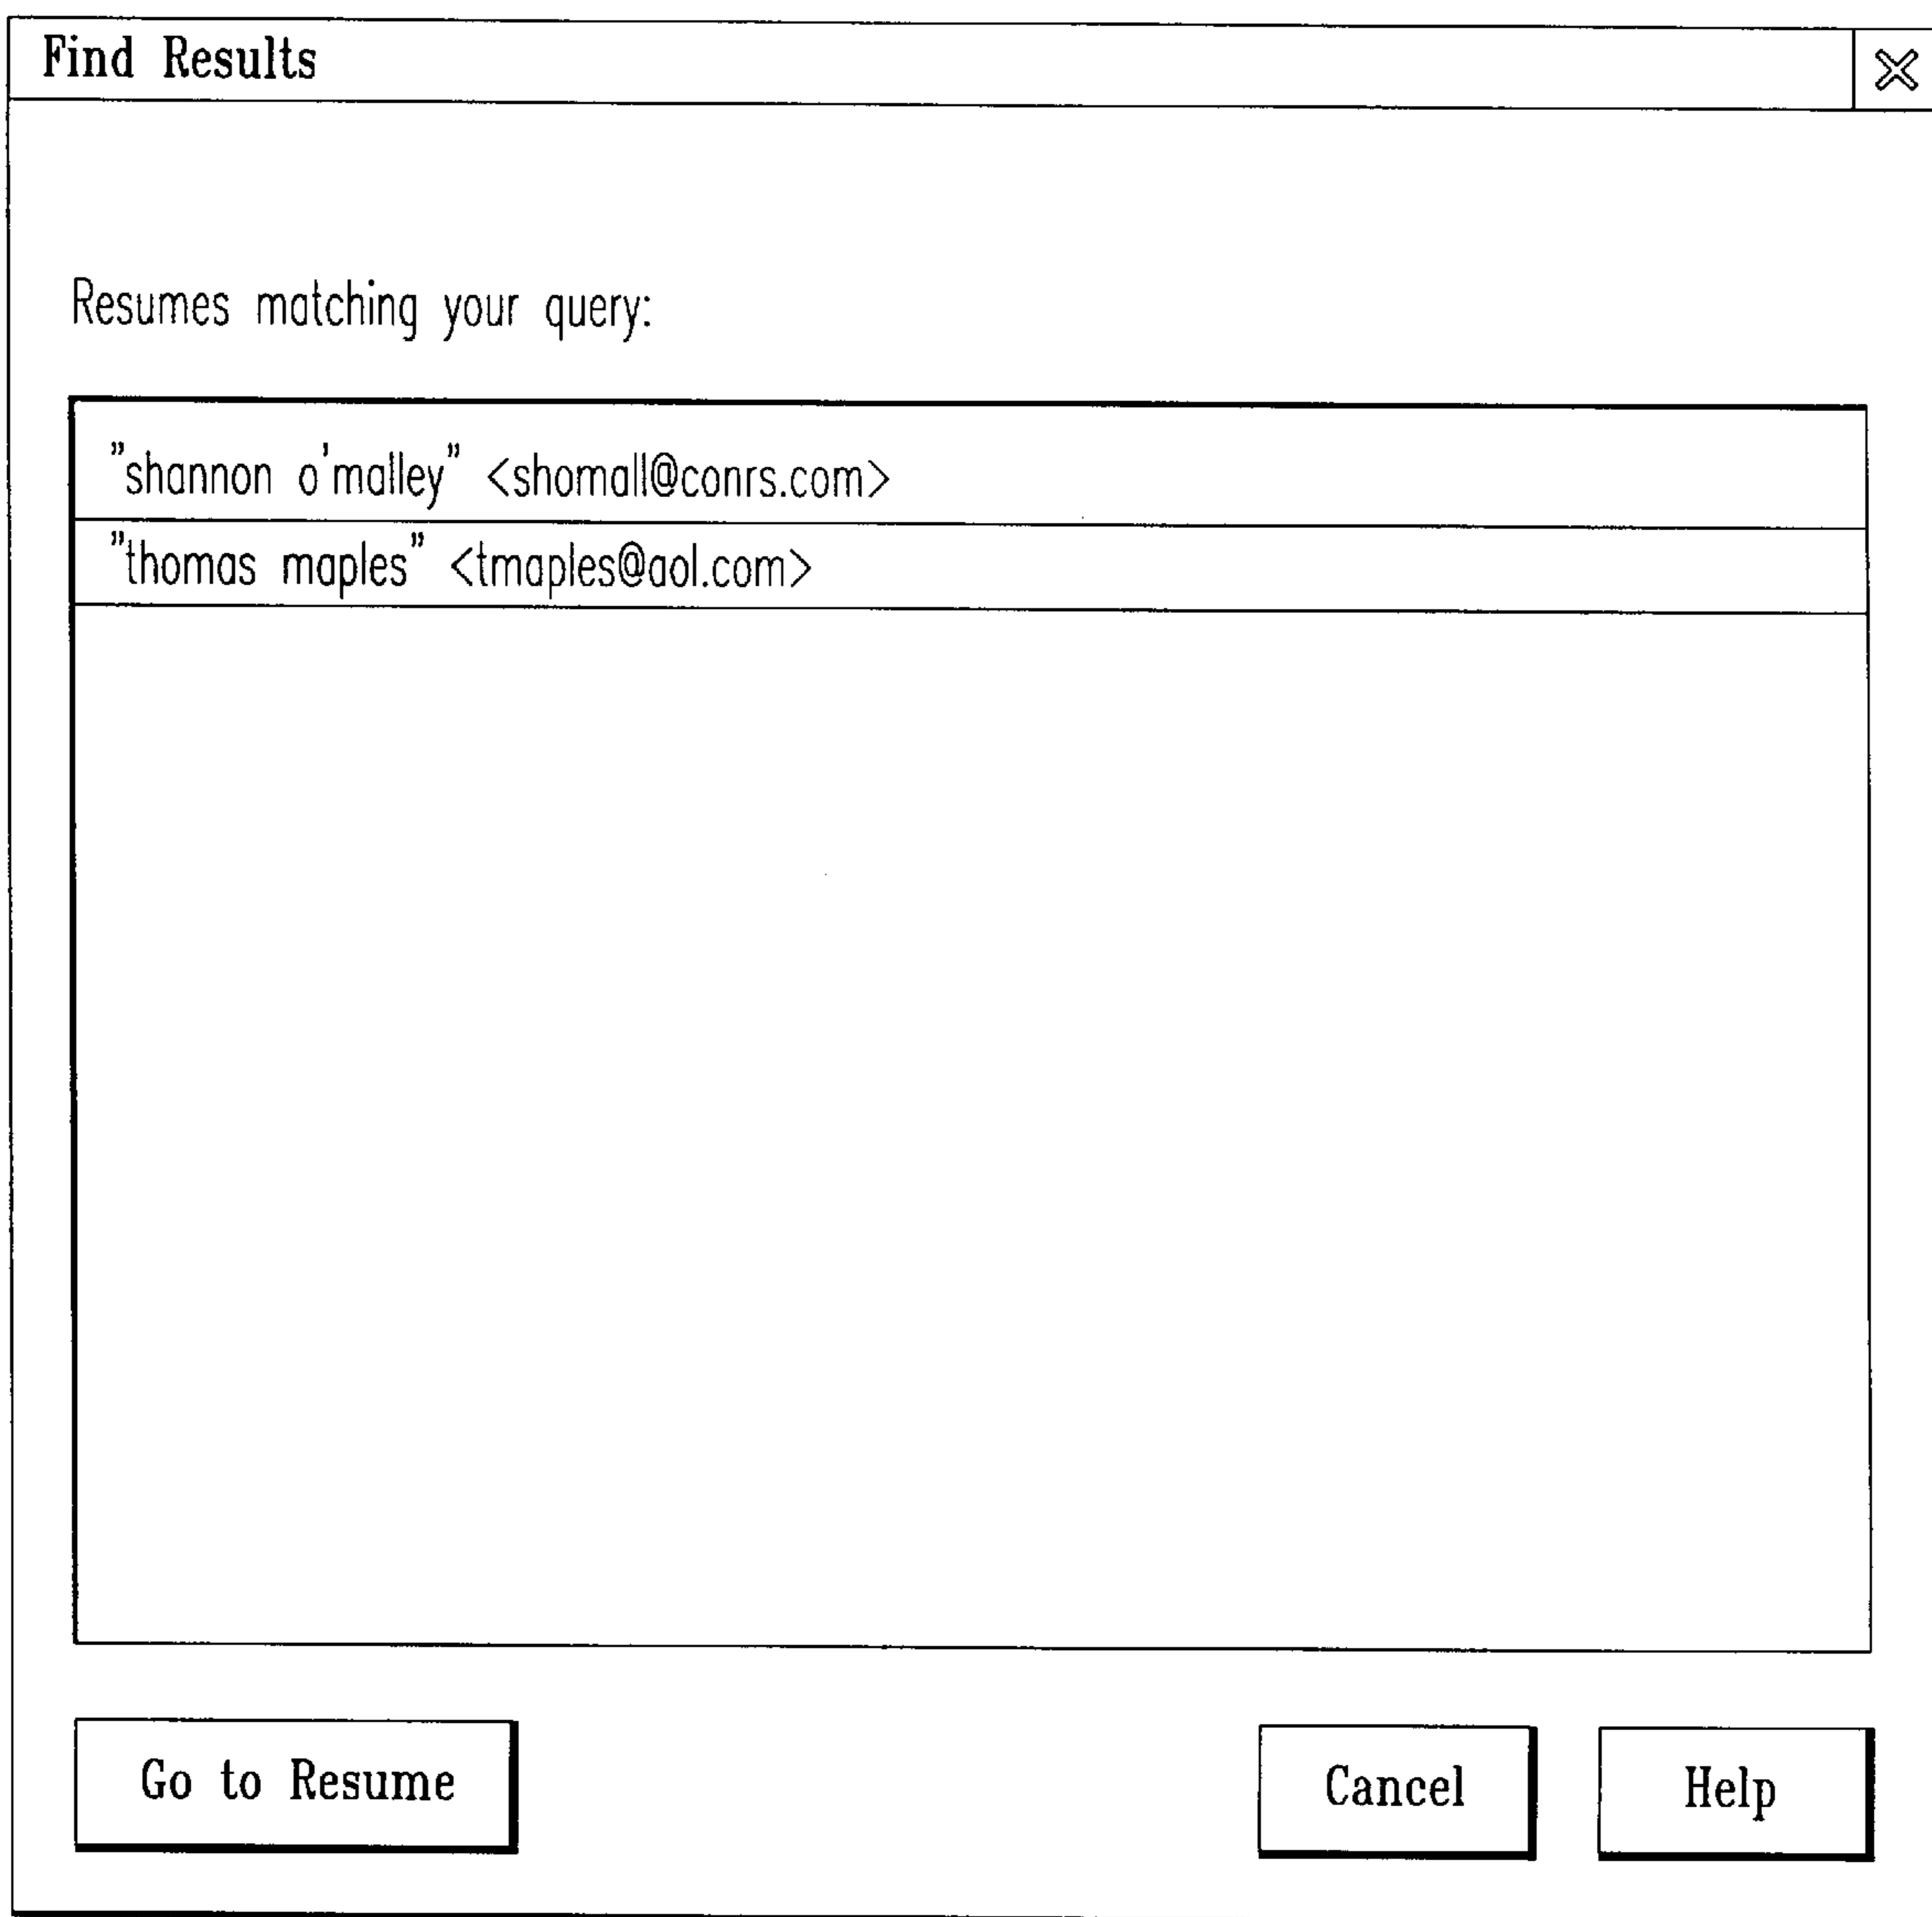 Find Results
Resumes matching your query:
"shannon o'malley" <shomall@conrs.com>
"thomas maples" <tmaples@aol.com>
Go to Resume
Cancel
Help